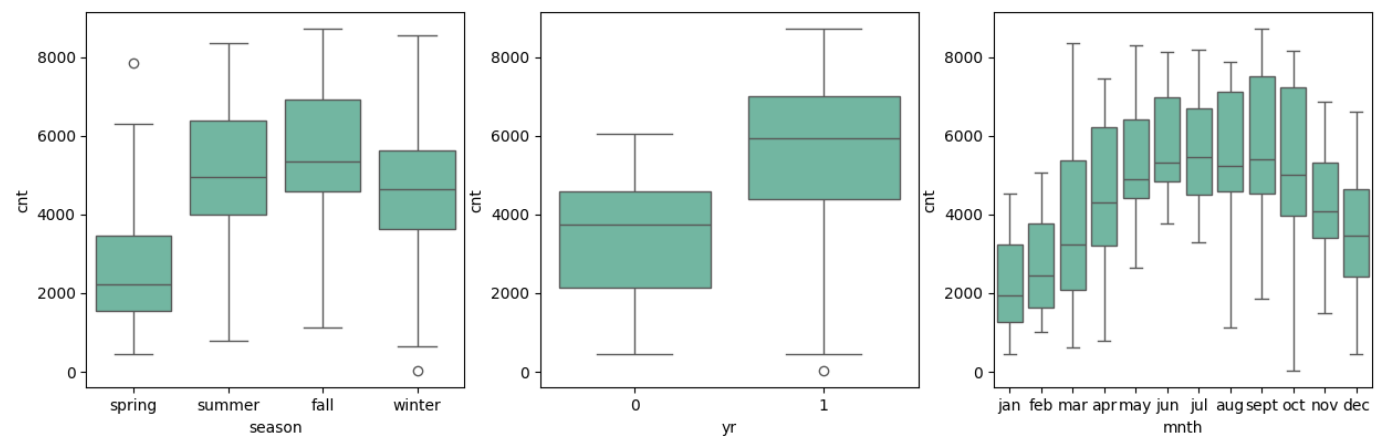 cnt
8000
6000
4000
2000
0
spring summer fall winter
season
cnt
8000
6000
4000
2000
0
0 1
yr
cnt
8000
6000
4000
2000
0
jan feb mar apr may jun jul aug sept oct nov dec
mnth